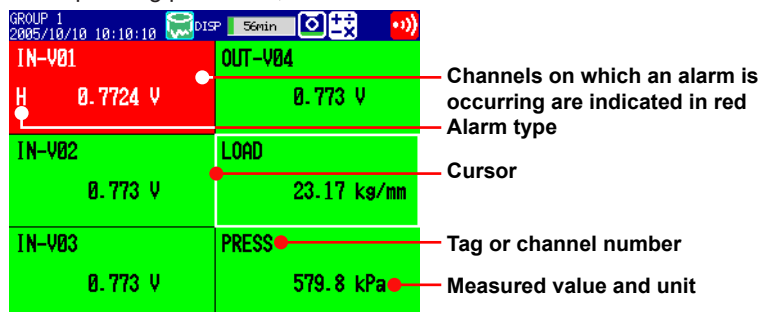 GROUP 1
2005/10/10 10:10:10
DISP
56min
IN-V01
H 0.7724 V
OUT-V04
0.773 V
IN-V02
0.773 V
LOAD
23.17 kg/mm
IN-V03
0.773 V
PRESS
579.8 kPa
Channels on which an alarm is
occurring are indicated in red
Alarm type
Cursor
Tag or channel number
Measured value and unit